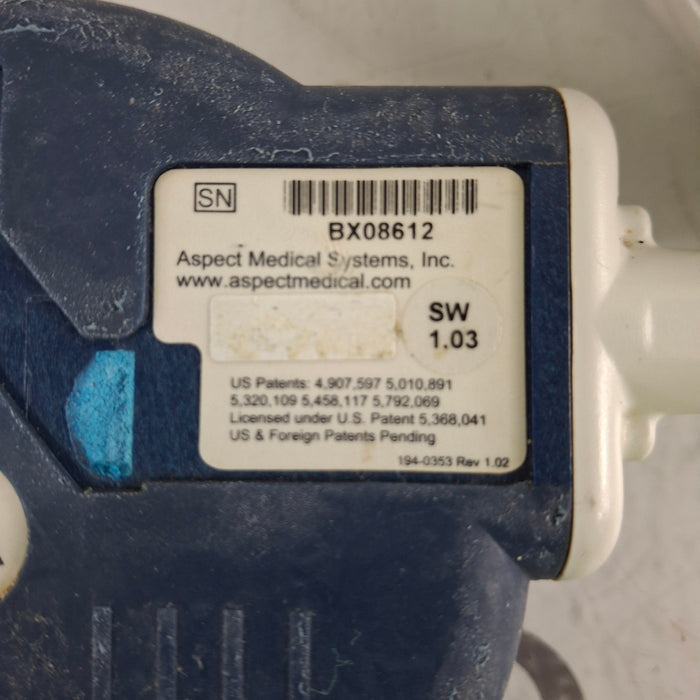 SN
BX08612
Aspect Medical Systems, Inc.
www.aspectmedical.com
SW
1.03
US Patents: 4,907,597 5,010,891
5,320,109 5,458,117 5,792,069
Licensed under U.S. Patent 5,368,041
US & Foreign Patents Pending
194-0353 Rev 1.02